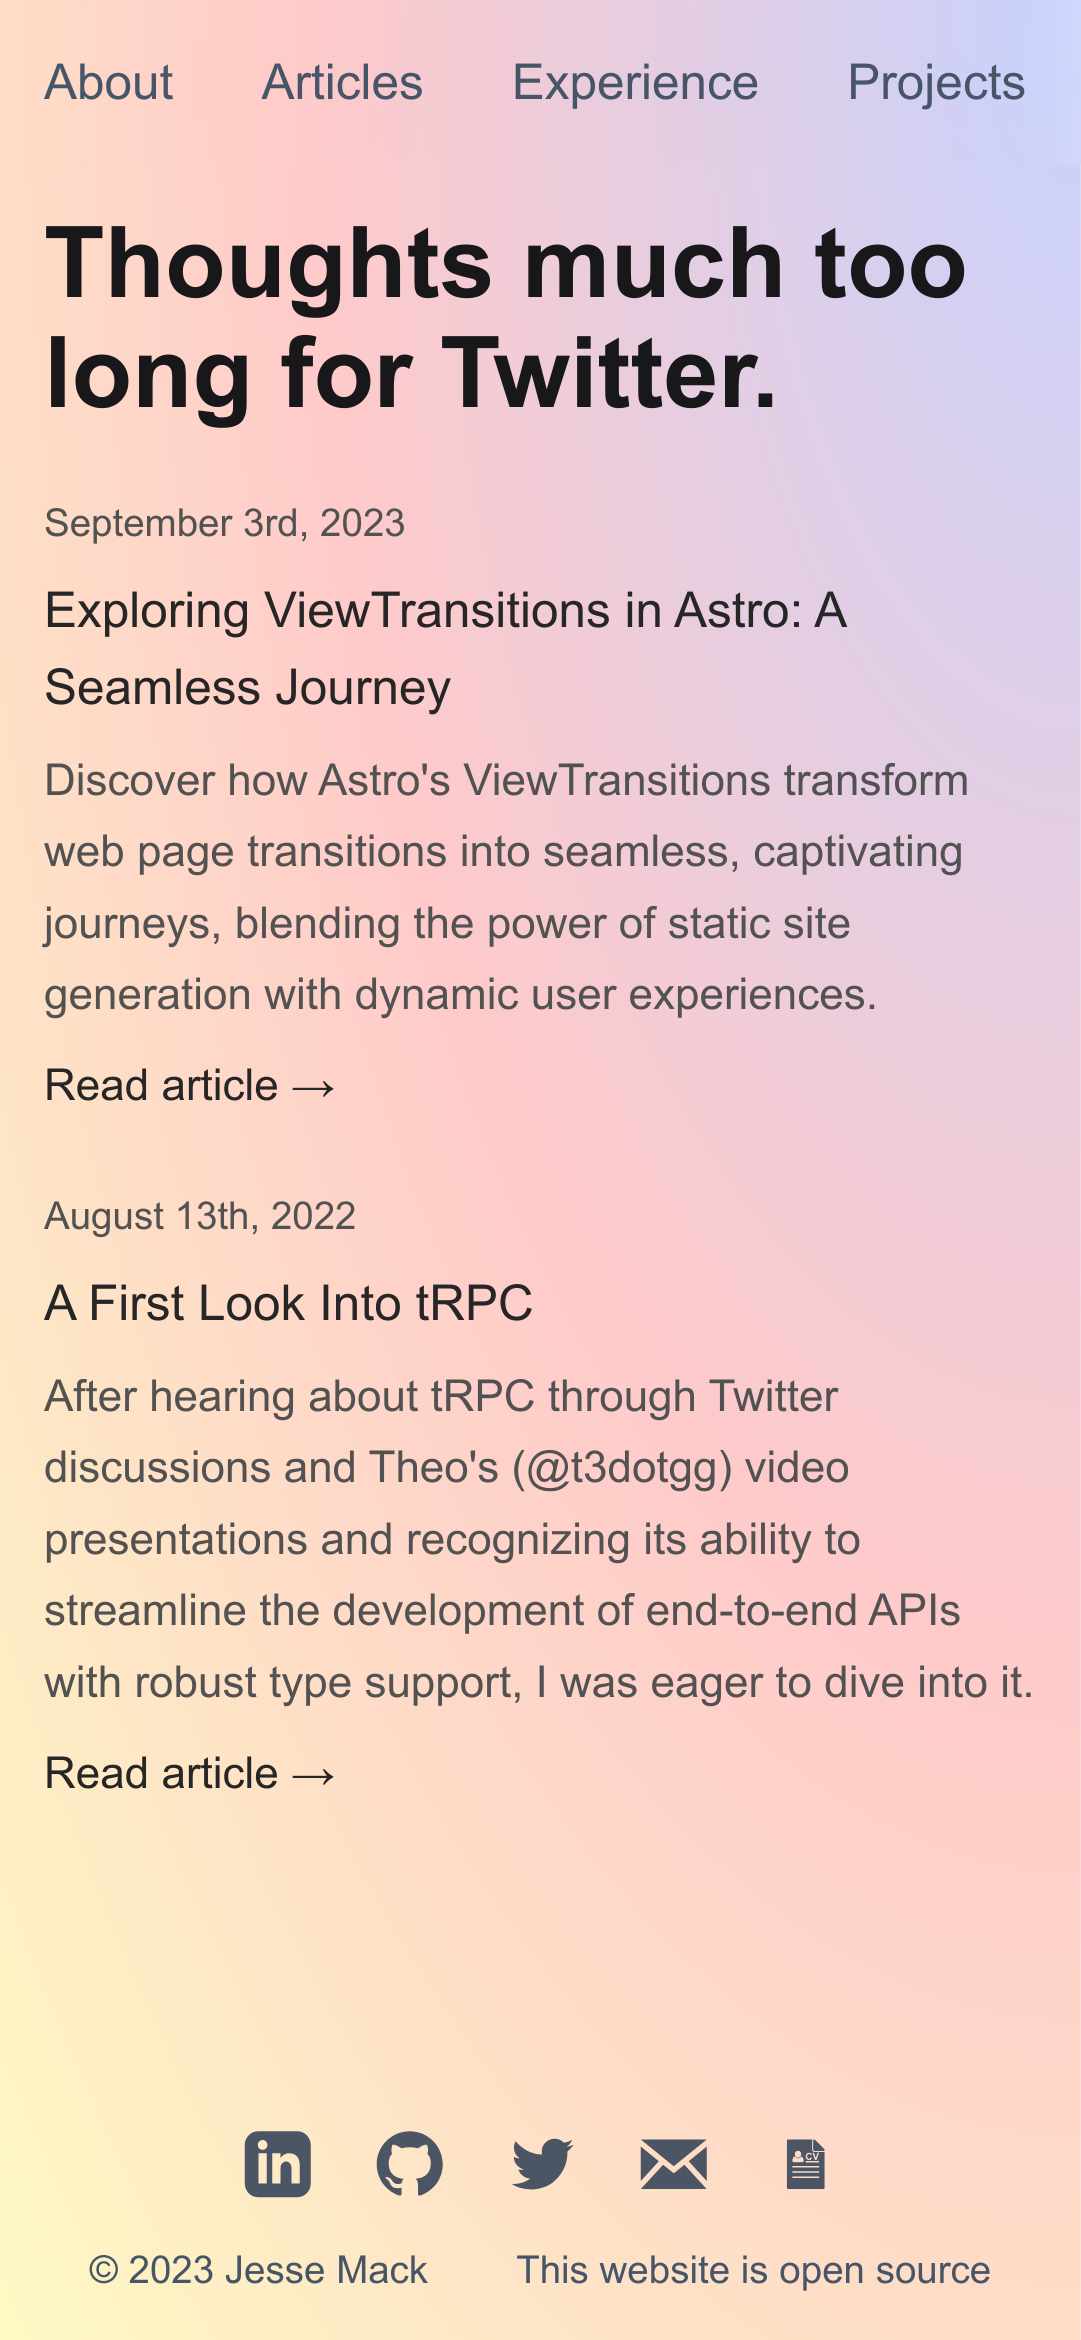 About Articles Experience Projects
Thoughts much too
long for Twitter.
September 3rd, 2023
Exploring ViewTransitions in Astro: A
Seamless Journey
Discover how Astro's ViewTransitions transform
web page transitions into seamless, captivating
journeys, blending the power of static site
generation with dynamic user experiences.
Read article →
August 13th, 2022
A First Look Into tRPC
After hearing about tRPC through Twitter
discussions and Theo's (@t3dotgg) video
presentations and recognizing its ability to
streamline the development of end-to-end APIs
with robust type support, I was eager to dive into it.
Read article →
in CV
© 2023 Jesse Mack This website is open source